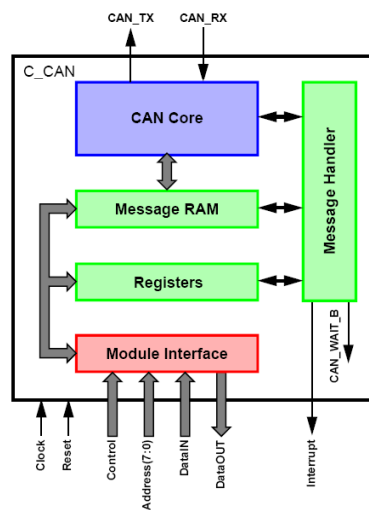 CAN_TX
CAN_RX
C_CAN
CAN Core
Message Handler
Message RAM
Registers
Module Interface
CAN_WAIT_B
Clock
Reset
Control
Address(7:0)
DataIN
DataOUT
Interrupt